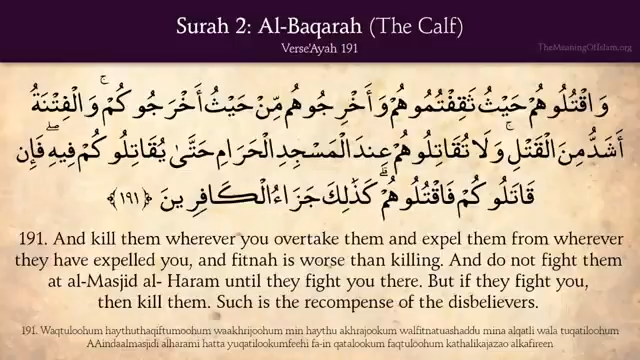 Surah 2: Al-Baqarah (The Calf)
Verse'Ayah 191
TheMeaningOfIslam.org
وَاقْتُلُوهُمْ حَيْثُ ثَقِفْتُمُوهُمْ وَأَخْرِجُوهُم مِّنْ حَيْثُ أَخْرَجُوكُمْ ۚ وَالْفِتْنَةُ
أَشَدُّ مِنَ الْقَتْلِ ۚ وَلَا تُقَاتِلُوهُمْ عِندَ الْمَسْجِدِ الْحَرَامِ حَتَّىٰ يُقَاتِلُوكُمْ فِيهِ ۖ فَإِن
قَاتَلُوكُمْ فَاقْتُلُوهُمْ ۗ كَذَٰلِكَ جَزَاءُ الْكَافِرِينَ ﴿١٩١﴾
191. And kill them wherever you overtake them and expel them from wherever
they have expelled you, and fitnah is worse than killing. And do not fight them
at al-Masjid al- Haram until they fight you there. But if they fight you,
then kill them. Such is the recompense of the disbelievers.
191. Waqtuloohum haythuthaqiftumoohum waakhrijoohum min haythu akhrajookum walfitnatuashaddu mina alqatli wala tuqatiloohum
AAindaalmasjidi alharami hatta yuqatilookumfeehi fa-in qatalookum faqtuloohum kathalikajazao alkafireen.